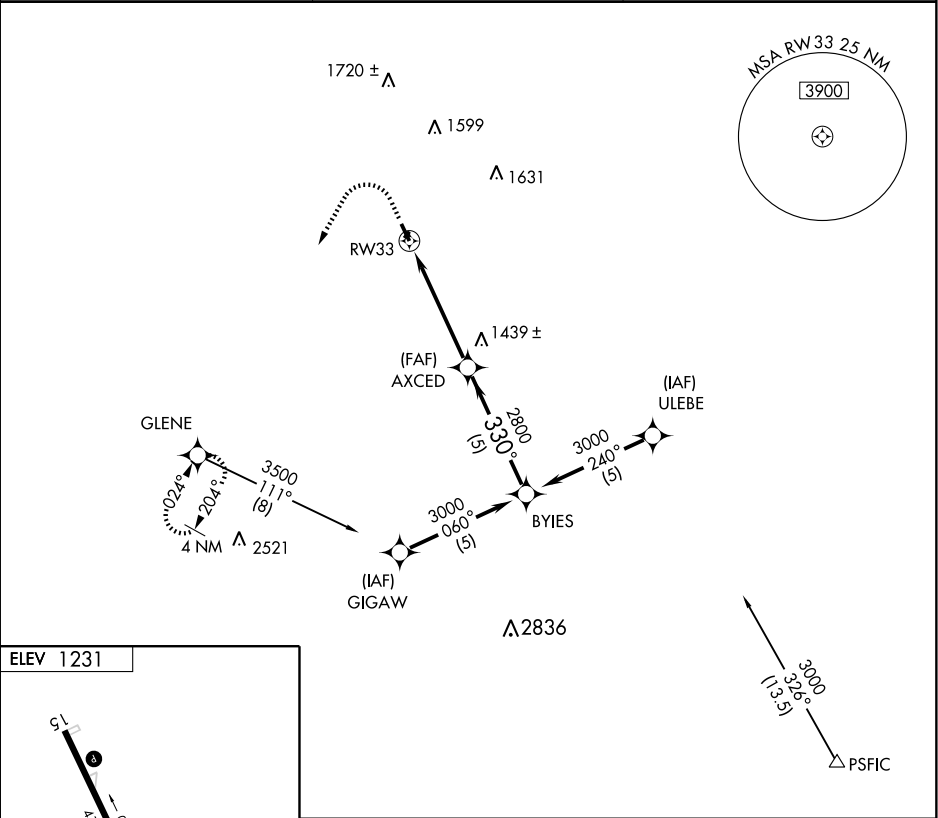 MSA RW33 25 NM
3900
1720 ±
1599
1631
RW33
1439 ±
(FAF)
AXCED
(IAF)
ULEBE
2800
330°
(5)
3000
240°
(5)
GLENE
3500
111°
(8)
024°
204°
4 NM
2521
3000
060°
(5)
BYIES
(IAF)
GIGAW
2836
3000
326°
(13.5)
PSFIC
ELEV 1231
15
P